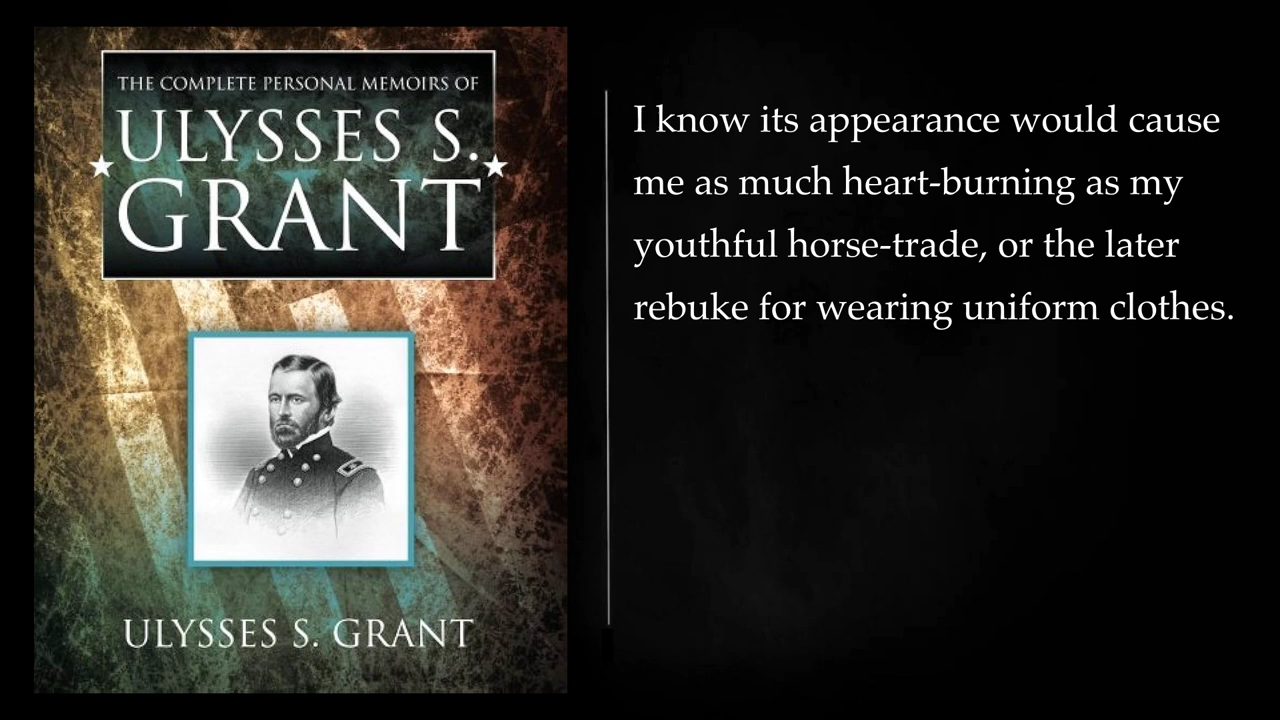 THE COMPLETE PERSONAL MEMOIRS OF
ULYSSES S.
GRANT
ULYSSES S. GRANT
I know its appearance would cause
me as much heart-burning as my
youthful horse-trade, or the later
rebuke for wearing uniform clothes.